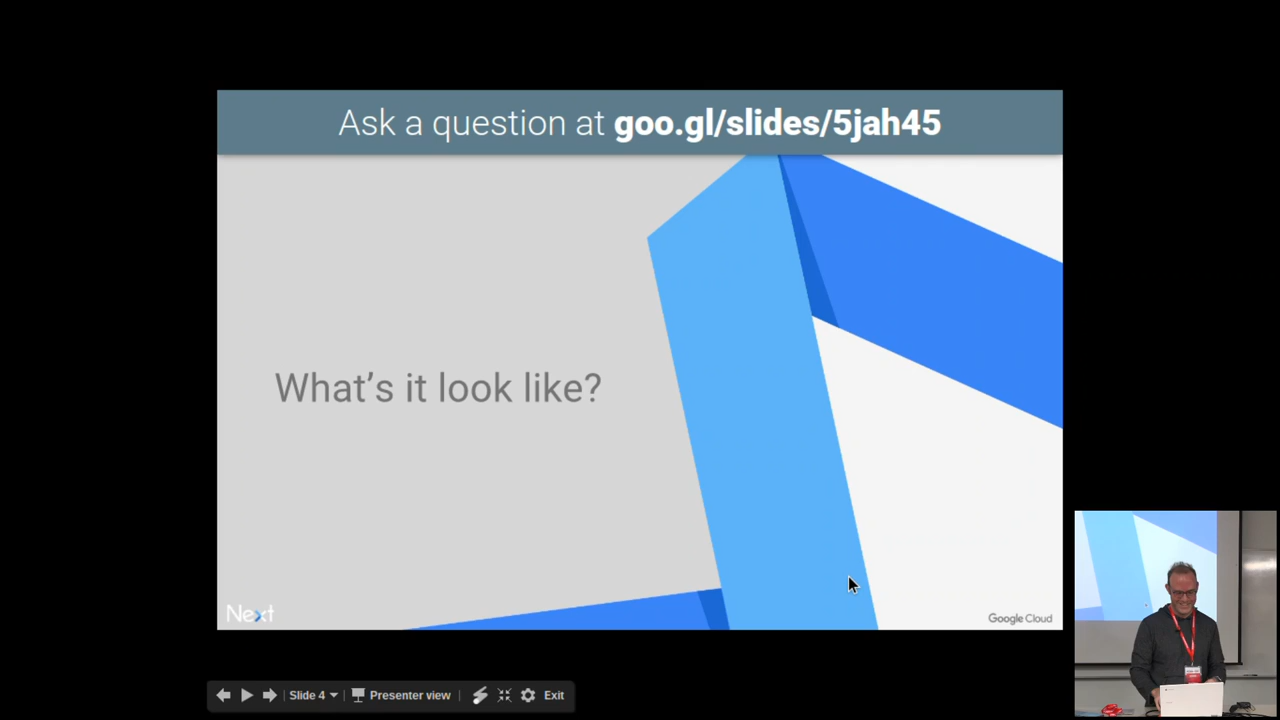 Ask a question at goo.gl/slides/5jah45
What's it look like?
Next
Google Cloud
Slide 4
Presenter view
Exit